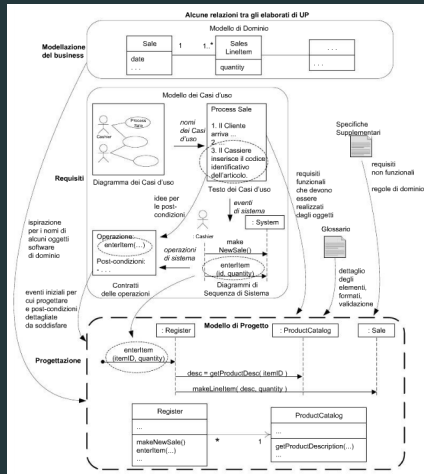 Alcune relazioni tra gli elaborati di UP
Modello di Dominio
Modellazione
del business
Sale
date
. . .
1
1..*
Sales
LineItem
quantity
. . .
. . .
Modello dei Casi d'uso
Requisiti
Process
Sale
Cashier
Diagramma dei Casi d'uso
nomi
dei Casi
d'uso
Process Sale
1. Il Cliente
arriva ...
2. ...
3. Il Cassiere
inserisce il codice
identificativo
dell'articolo.
Testo dei Casi d'uso
Specifiche
Supplementari
requisiti
non funzionali
regole di dominio
requisiti
funzionali
che devono
essere
realizzati
dagli oggetti
idee per
le post-
condizioni
eventi
di sistema
: Cashier
: System
make
NewSale()
enterItem
(id, quantity)
Diagrammi di
Sequenza di Sistema
Operazione:
enterItem(…)
Post-condizioni:
- . . .
Contratti
delle operazioni
operazioni
di sistema
Glossario
dettaglio
degli
elementi,
formati,
validazione
ispirazione
per i nomi di
alcuni oggetti
software
di dominio
eventi iniziali per
cui progettare
e post-condizioni
dettagliate
da soddisfare
Modello di Progetto
Progettazione
: Register
: ProductCatalog
: Sale
enterItem
(itemID, quantity)
desc = getProductDesc( itemID )
makeLineItem( desc, quantity )
Register
...
makeNewSale()
enterItem(...)
...
*
1
ProductCatalog
...
getProductDescription(...)
...